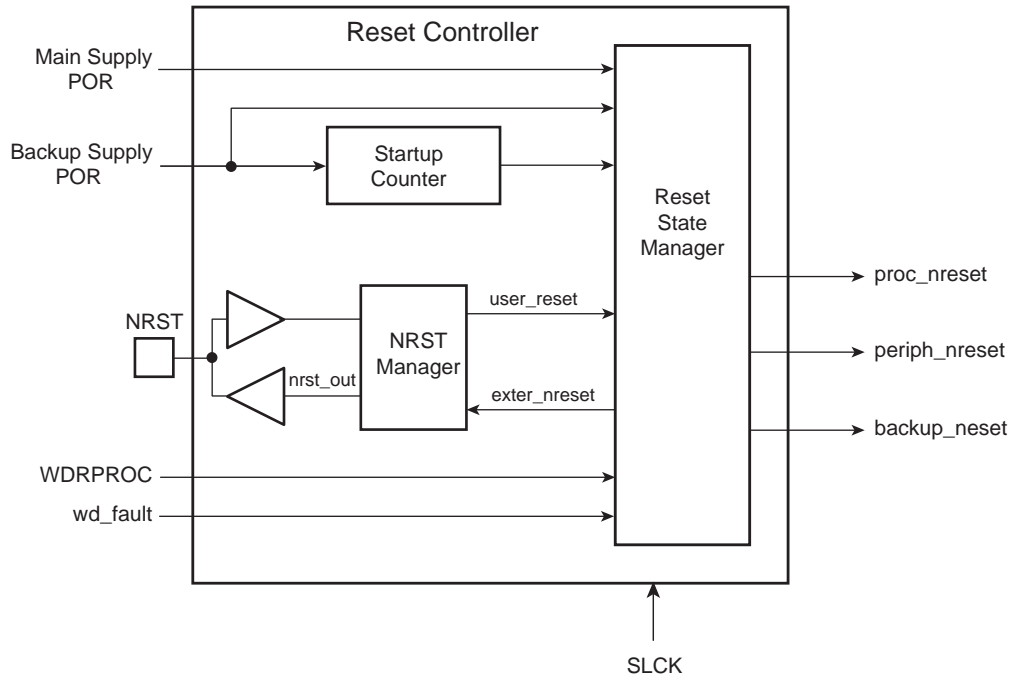 Reset Controller
Main Supply
POR
Backup Supply
POR
Startup
Counter
Reset
State
Manager
proc_nreset
user_reset
NRST
NRST
Manager
periph_nreset
nrst_out
exter_nreset
backup_neset
WDRPROC
wd_fault
SLCK